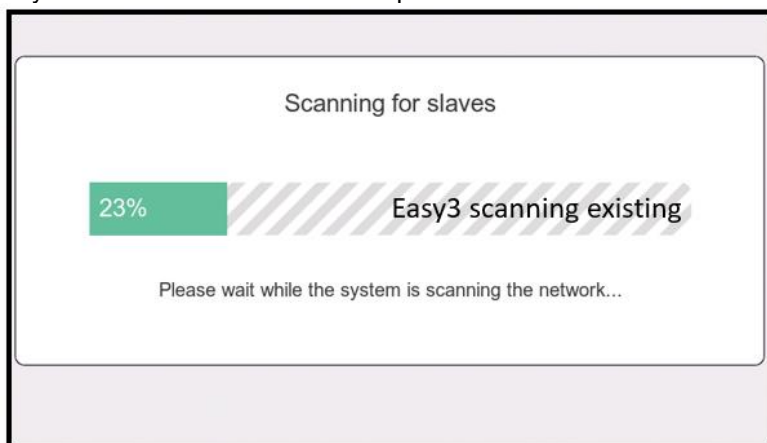 Scanning for slaves
23%
Easy3 scanning existing
Please wait while the system is scanning the network...